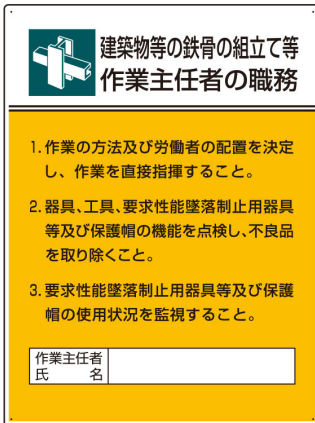 建築物等の鉄骨の組立て等
作業主任者の職務
1.作業の方法及び労働者の配置を決定
し、作業を直接指揮すること。
2.器具、工具、要求性能墜落制止用器具
等及び保護帽の機能を点検し、不良品
を取り除くこと。
3.要求性能墜落制止用器具等及び保護
帽の使用状況を監視すること。
作業主任者
氏 名